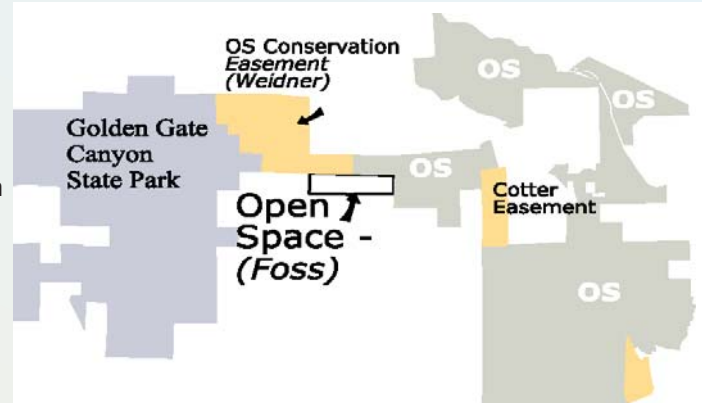 OS Conservation
Easement
(Weidner)
OS
OS
Golden Gate
Canyon
State Park
OS
Cotter
Easement
Open
Space -
(Foss)
OS